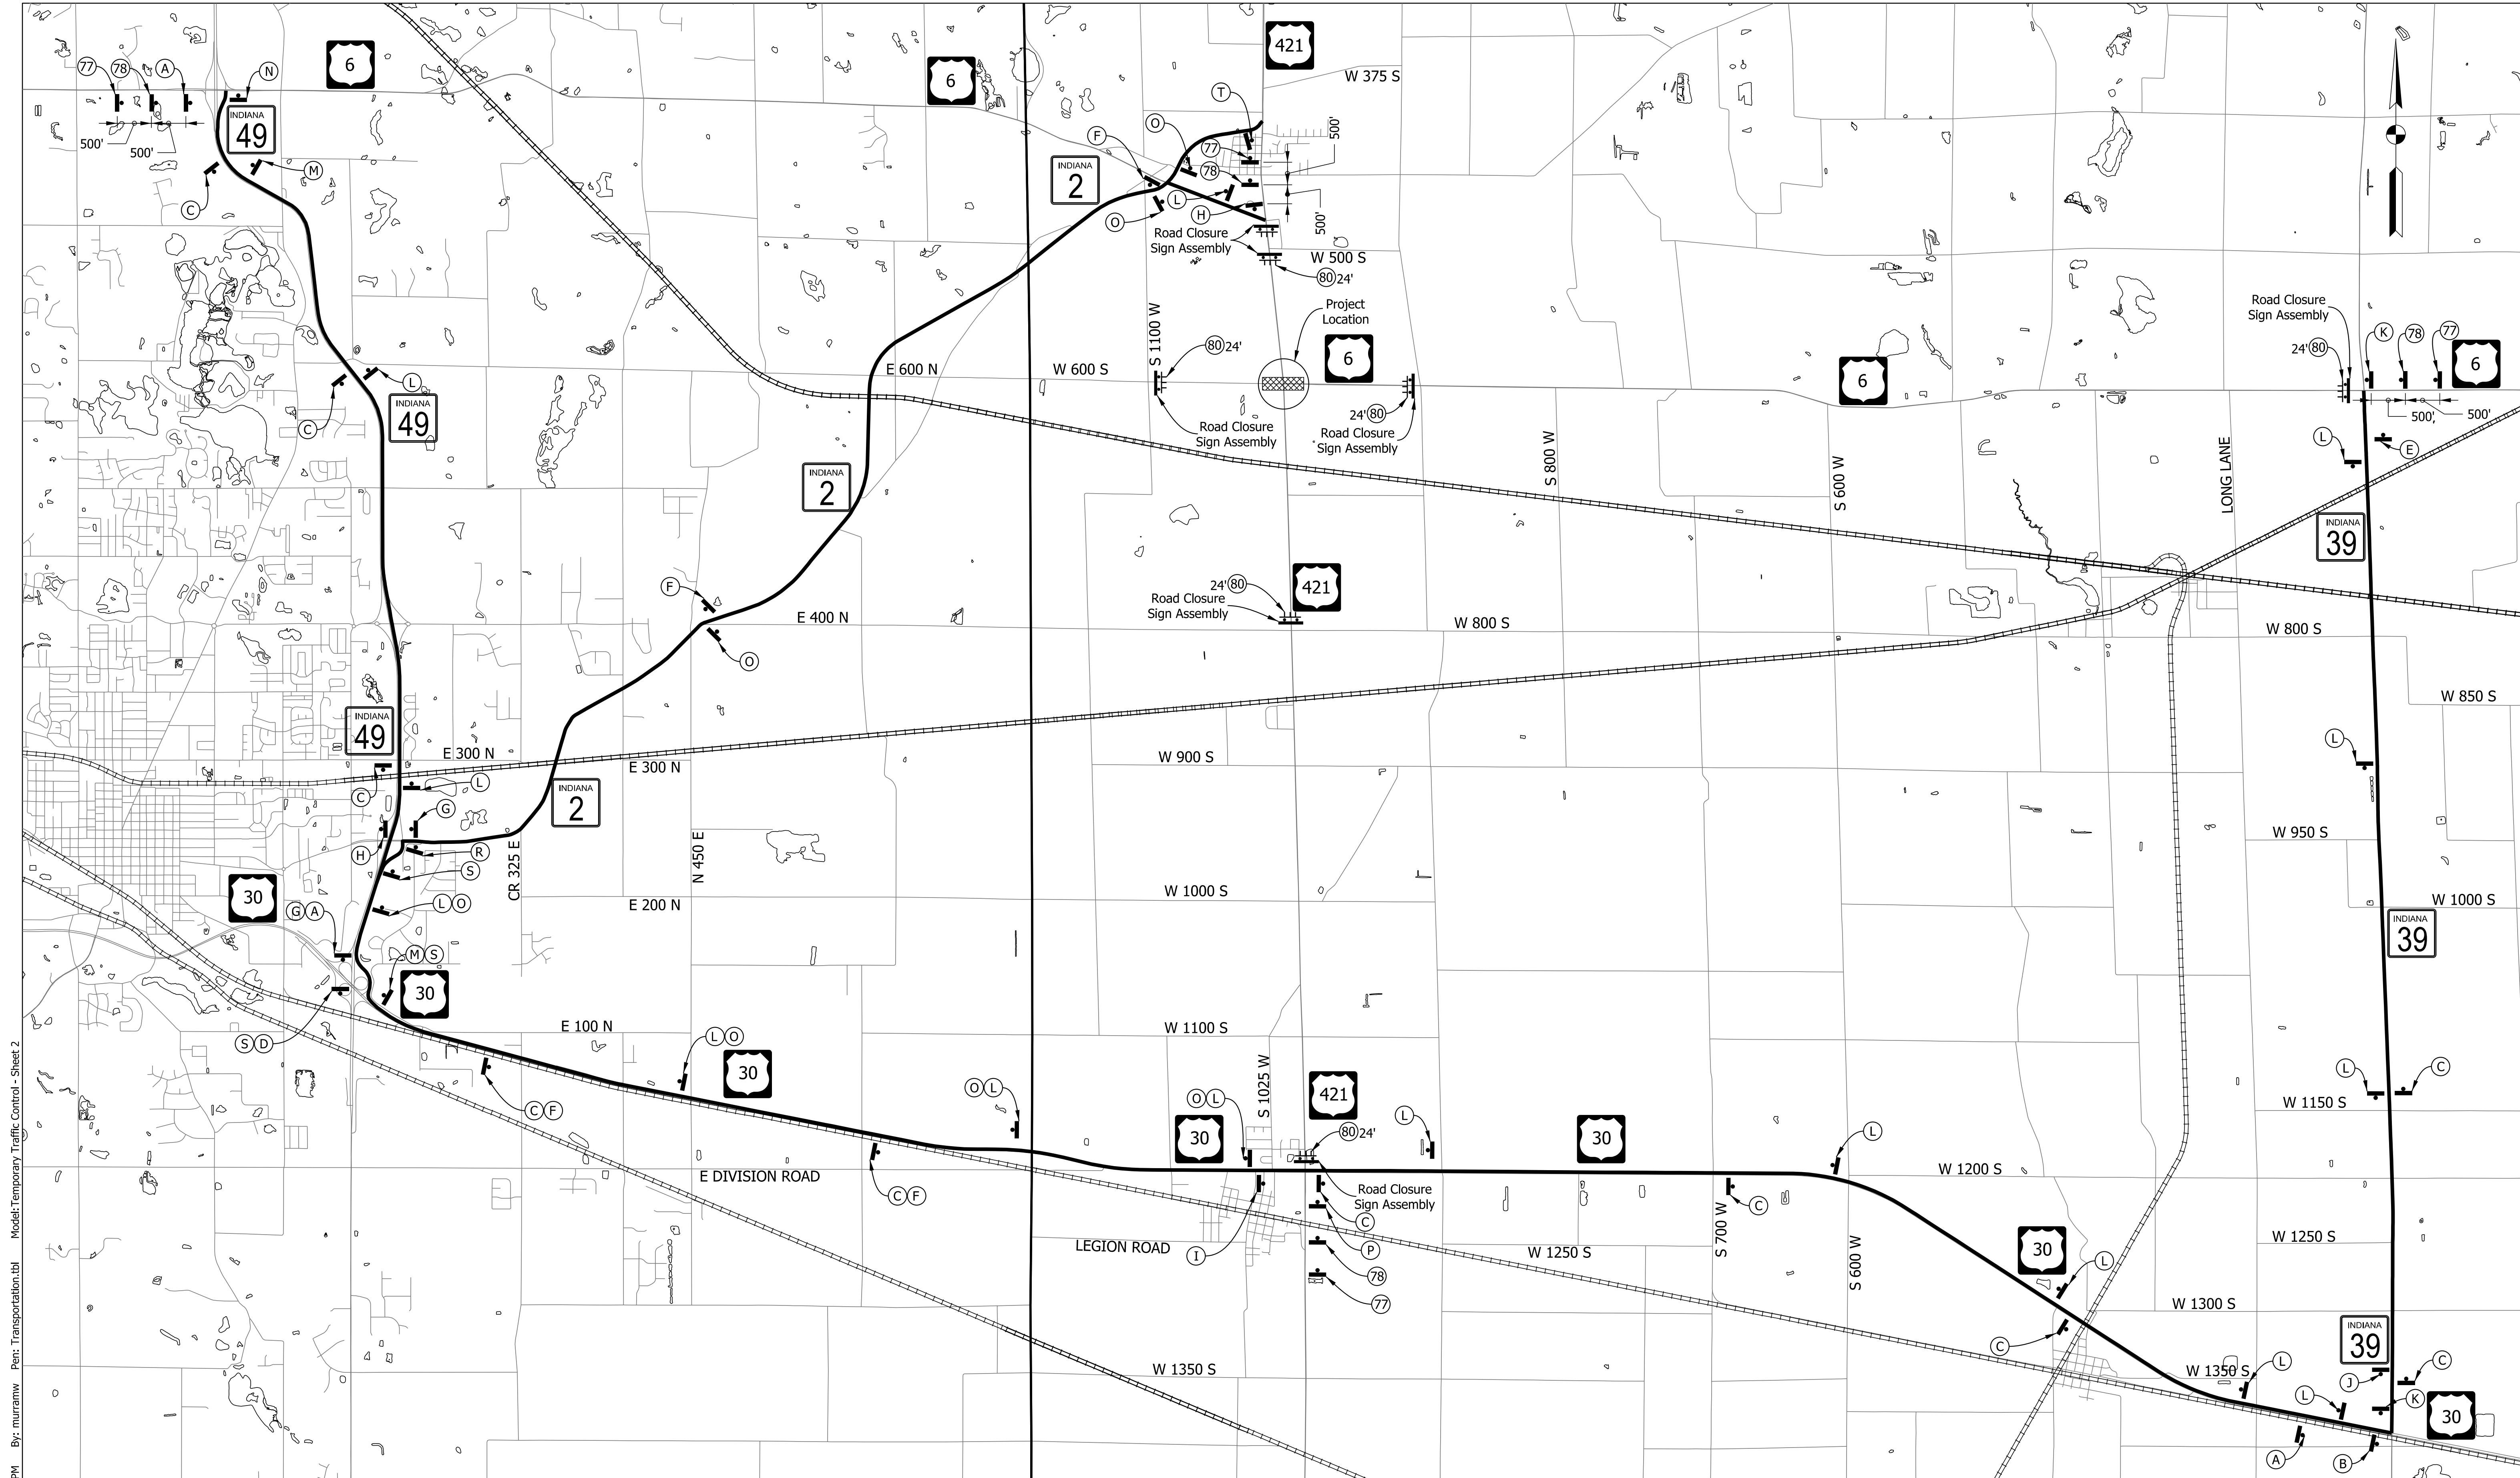 77
78
A
N
6
INDIANA
49
500'
500'
M
C
6
421
W 375 S
T
O
F
77
78
INDIANA
2
L
H
O
500'
500'
Road Closure
Sign Assembly
W 500 S
80 24'
Project
Location
S 1100 W
80 24'
6
E 600 N
W 600 S
Road Closure
Sign Assembly
24' 80
Road Closure
Sign Assembly
6
Road Closure
Sign Assembly
24' 80
K
78
77
6
500'
500'
L
E
L
C
INDIANA
49
INDIANA
2
S 800 W
S 600 W
LONG LANE
INDIANA
39
F
O
E 400 N
24' 80
Road Closure
Sign Assembly
421
W 800 S
W 800 S
W 850 S
INDIANA
49
E 300 N
E 300 N
W 900 S
L
C
L
G
H
R
S
INDIANA
2
CR 325 E
N 450 E
W 950 S
30
G A
L O
E 200 N
W 1000 S
W 1000 S
INDIANA
39
M S
30
S D
E 100 N
W 1100 S
L O
30
C F
O L
C F
E DIVISION ROAD
O L
30
S 1025 W
421
80 24'
L
30
L
L
C
W 1150 S
W 1200 S
Road Closure
Sign Assembly
C
P
78
77
I
LEGION ROAD
C
S 700 W
W 1250 S
S 600 W
W 1250 S
30
L
W 1300 S
C
W 1350 S
W 1350 S
L
INDIANA
39
C
J
L
K
30
A
B
PM By: murramw Pen: Transportation.tbl Model: Temporary Traffic Control - Sheet 2